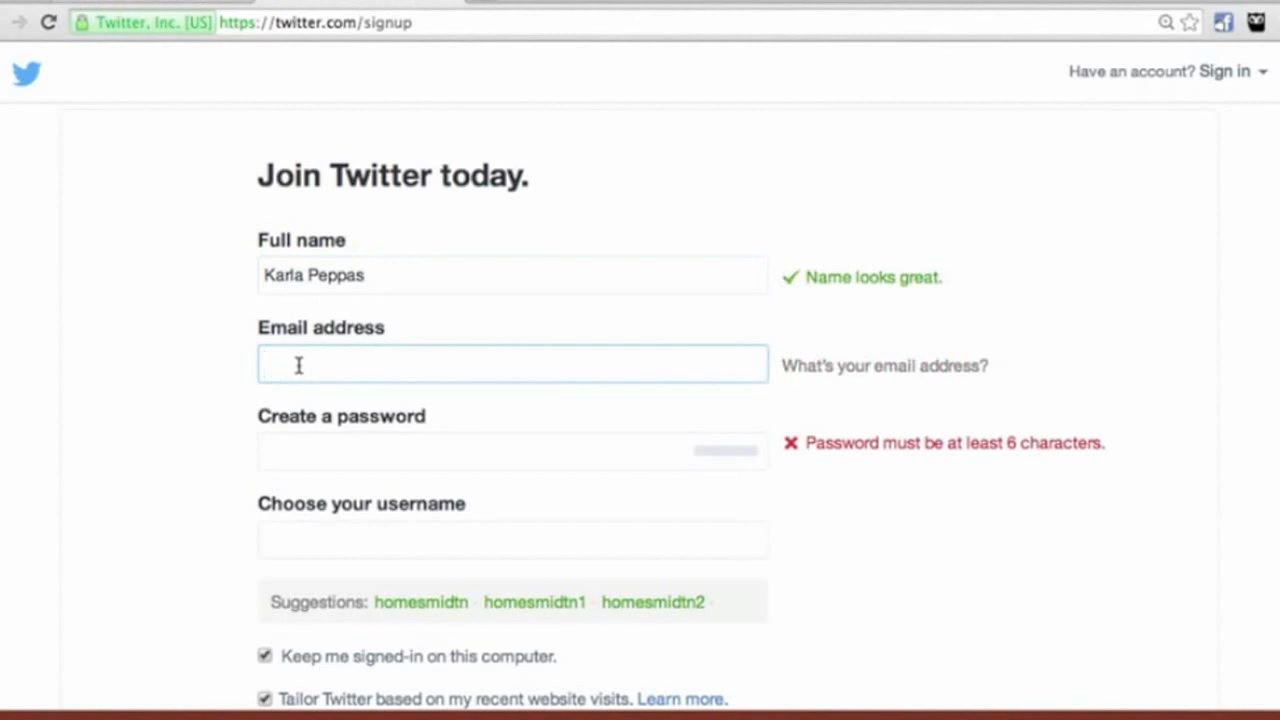 Twitter, Inc. [US] https://twitter.com/signup
Have an account? Sign in
Join Twitter today.
Full name
Karla Peppas
Name looks great.
Email address
What's your email address?
Create a password
Password must be at least 6 characters.
Choose your username
Suggestions: homesmidtn · homesmidtn1 · homesmidtn2 ·
Keep me signed-in on this computer.
Tailor Twitter based on my recent website visits. Learn more.